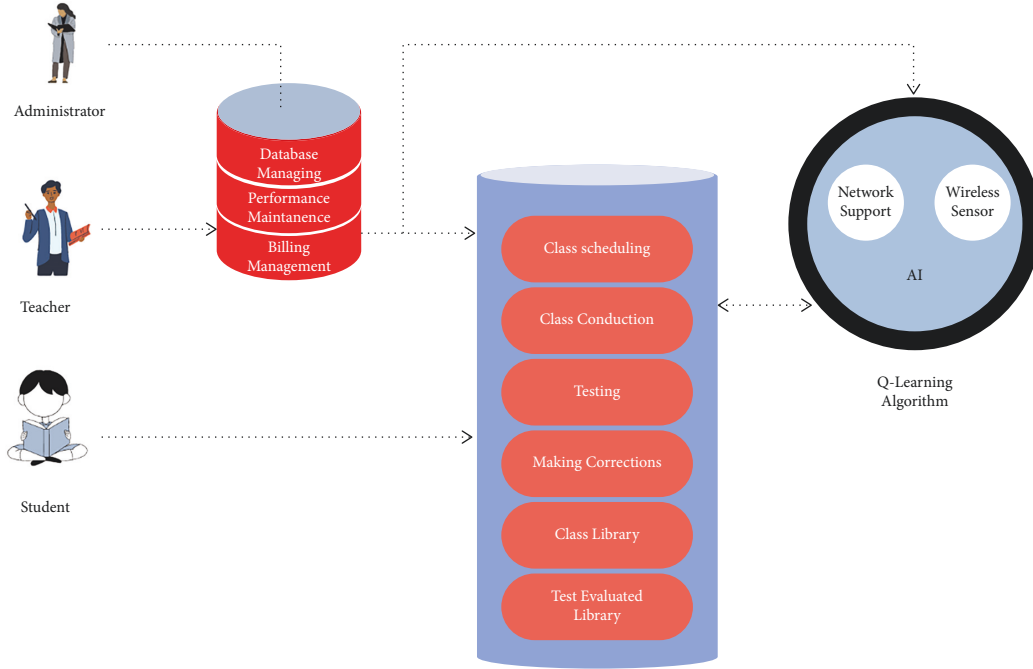 Administrator
Teacher
Student
Database
Managing
Performance
Maintanence
Billing
Management
Class scheduling
Class Conduction
Testing
Making Corrections
Class Library
Test Evaluated
Library
Network
Support
Wireless
Sensor
AI
Q-Learning
Algorithm